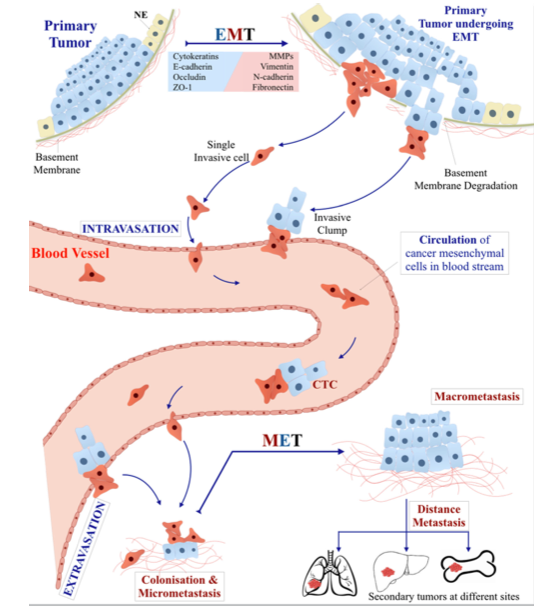 Primary
Tumor
NE
EMT
Cytokeratins
E-cadherin
Occludin
ZO-1
MMPs
Vimentin
N-cadherin
Fibronectin
Primary
Tumor undergoing
EMT
Basement
Membrane
Single
Invasive cell
Basement
Membrane Degradation
INTRAVASATION
Invasive
Clump
Blood Vessel
Circulation of
cancer mesenchymal
cells in blood stream
CTC
Macrometastasis
MET
EXTRAVASATION
Distance
Metastasis
Colonisation &
Micrometastasis
Secondary tumors at different sites